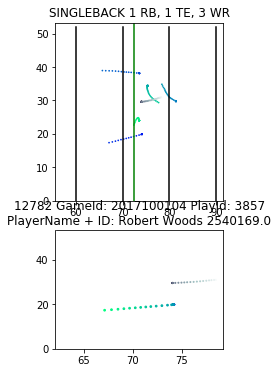 SINGLEBACK 1 RB, 1 TE, 3 WR
50
40
30
20
10
0
60 70 80 90
12782 GameId: 2017100104 PlayId: 3857
PlayerName + ID: Robert Woods 2540169.0
40
20
0
65 70 75